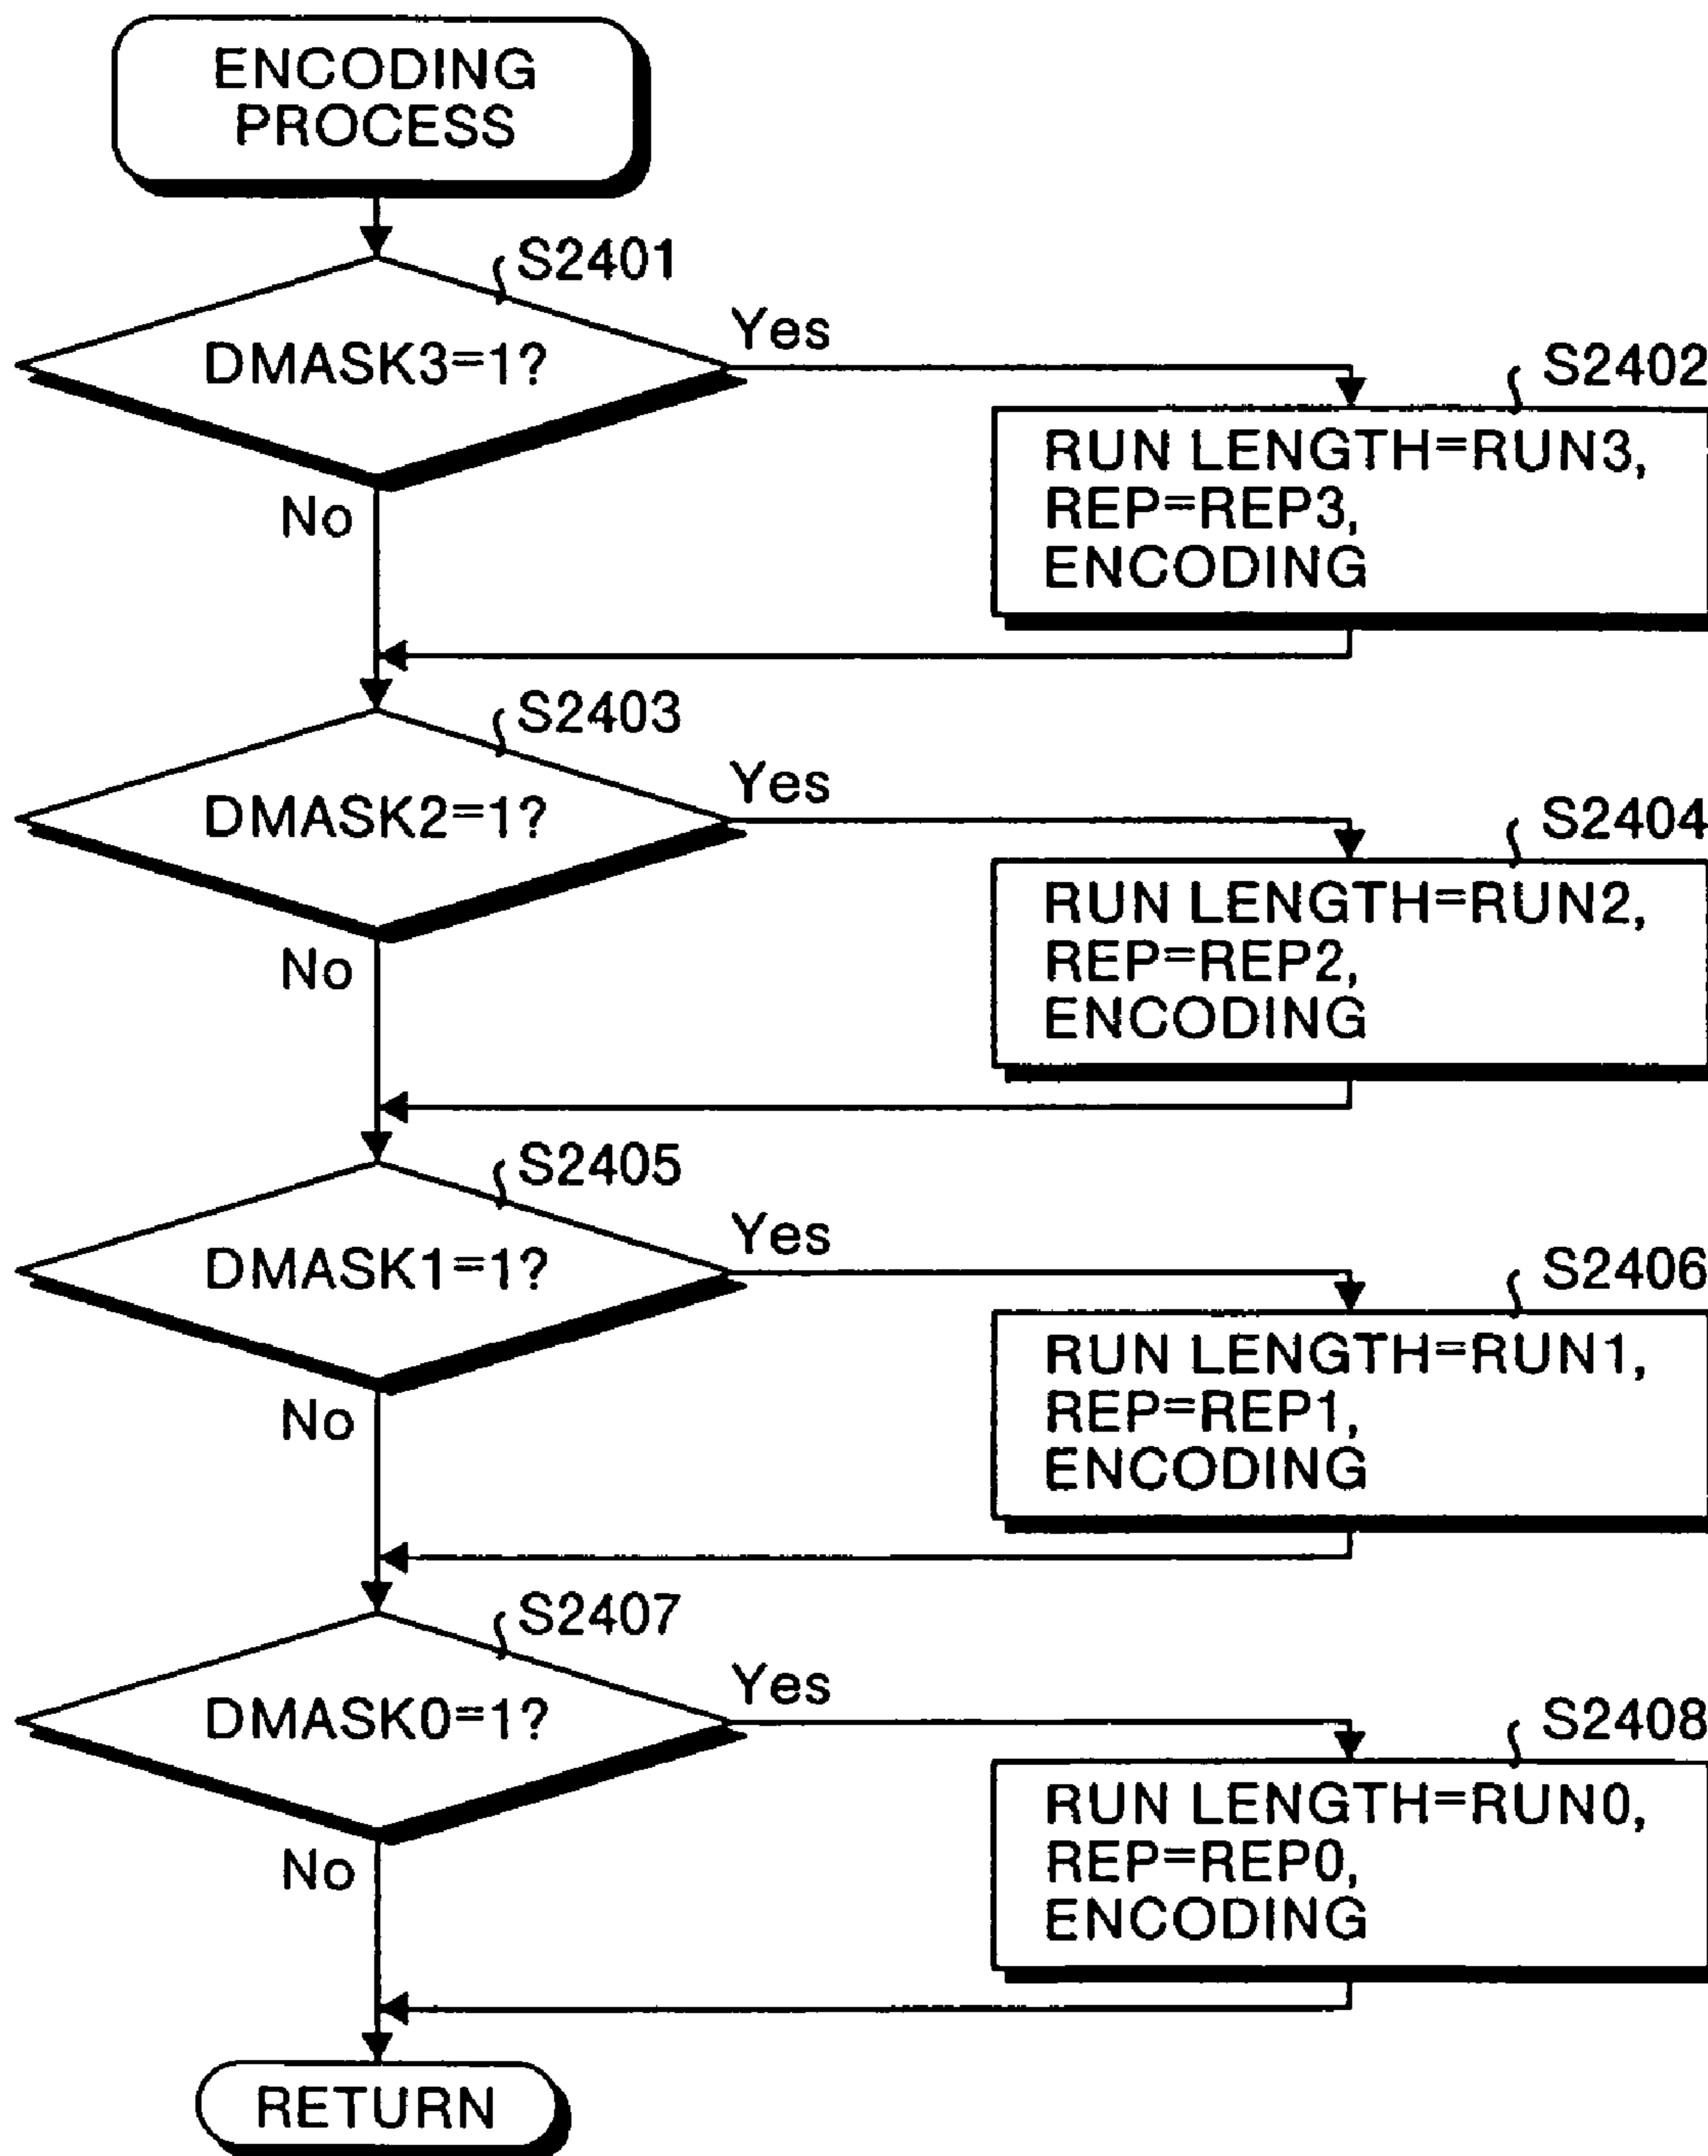 ENCODING
PROCESS
S2401
DMASK3=1?
Yes
No
S2402
RUN LENGTH=RUN3,
REP=REP3,
ENCODING
S2403
DMASK2=1?
Yes
No
S2404
RUN LENGTH=RUN2,
REP=REP2,
ENCODING
S2405
DMASK1=1?
Yes
No
S2406
RUN LENGTH=RUN1,
REP=REP1,
ENCODING
S2407
DMASK0=1?
Yes
No
S2408
RUN LENGTH=RUN0,
REP=REP0,
ENCODING
RETURN